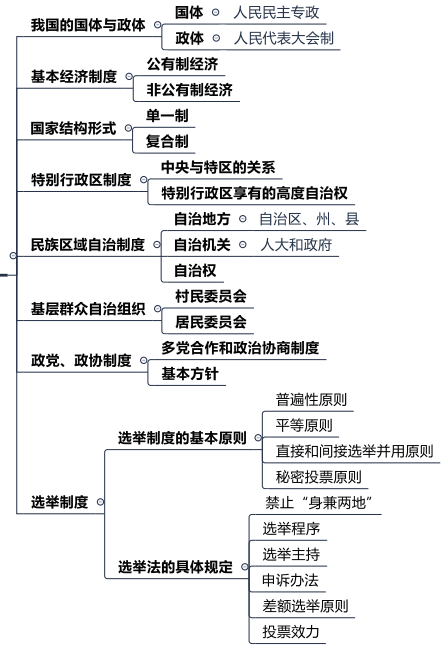 我国的国体与政体
国体
人民民主专政
政体
人民代表大会制
基本经济制度
公有制经济
非公有制经济
国家结构形式
单一制
复合制
特别行政区制度
中央与特区的关系
特别行政区享有的高度自治权
民族区域自治制度
自治地方
自治区、州、县
自治机关
人大和政府
自治权
基层群众自治组织
村民委员会
居民委员会
政党、政协制度
多党合作和政治协商制度
基本方针
选举制度
选举制度的基本原则
普遍性原则
平等原则
直接和间接选举并用原则
秘密投票原则
选举法的具体规定
禁止“身兼两地”
选举程序
选举主持
申诉办法
差额选举原则
投票效力